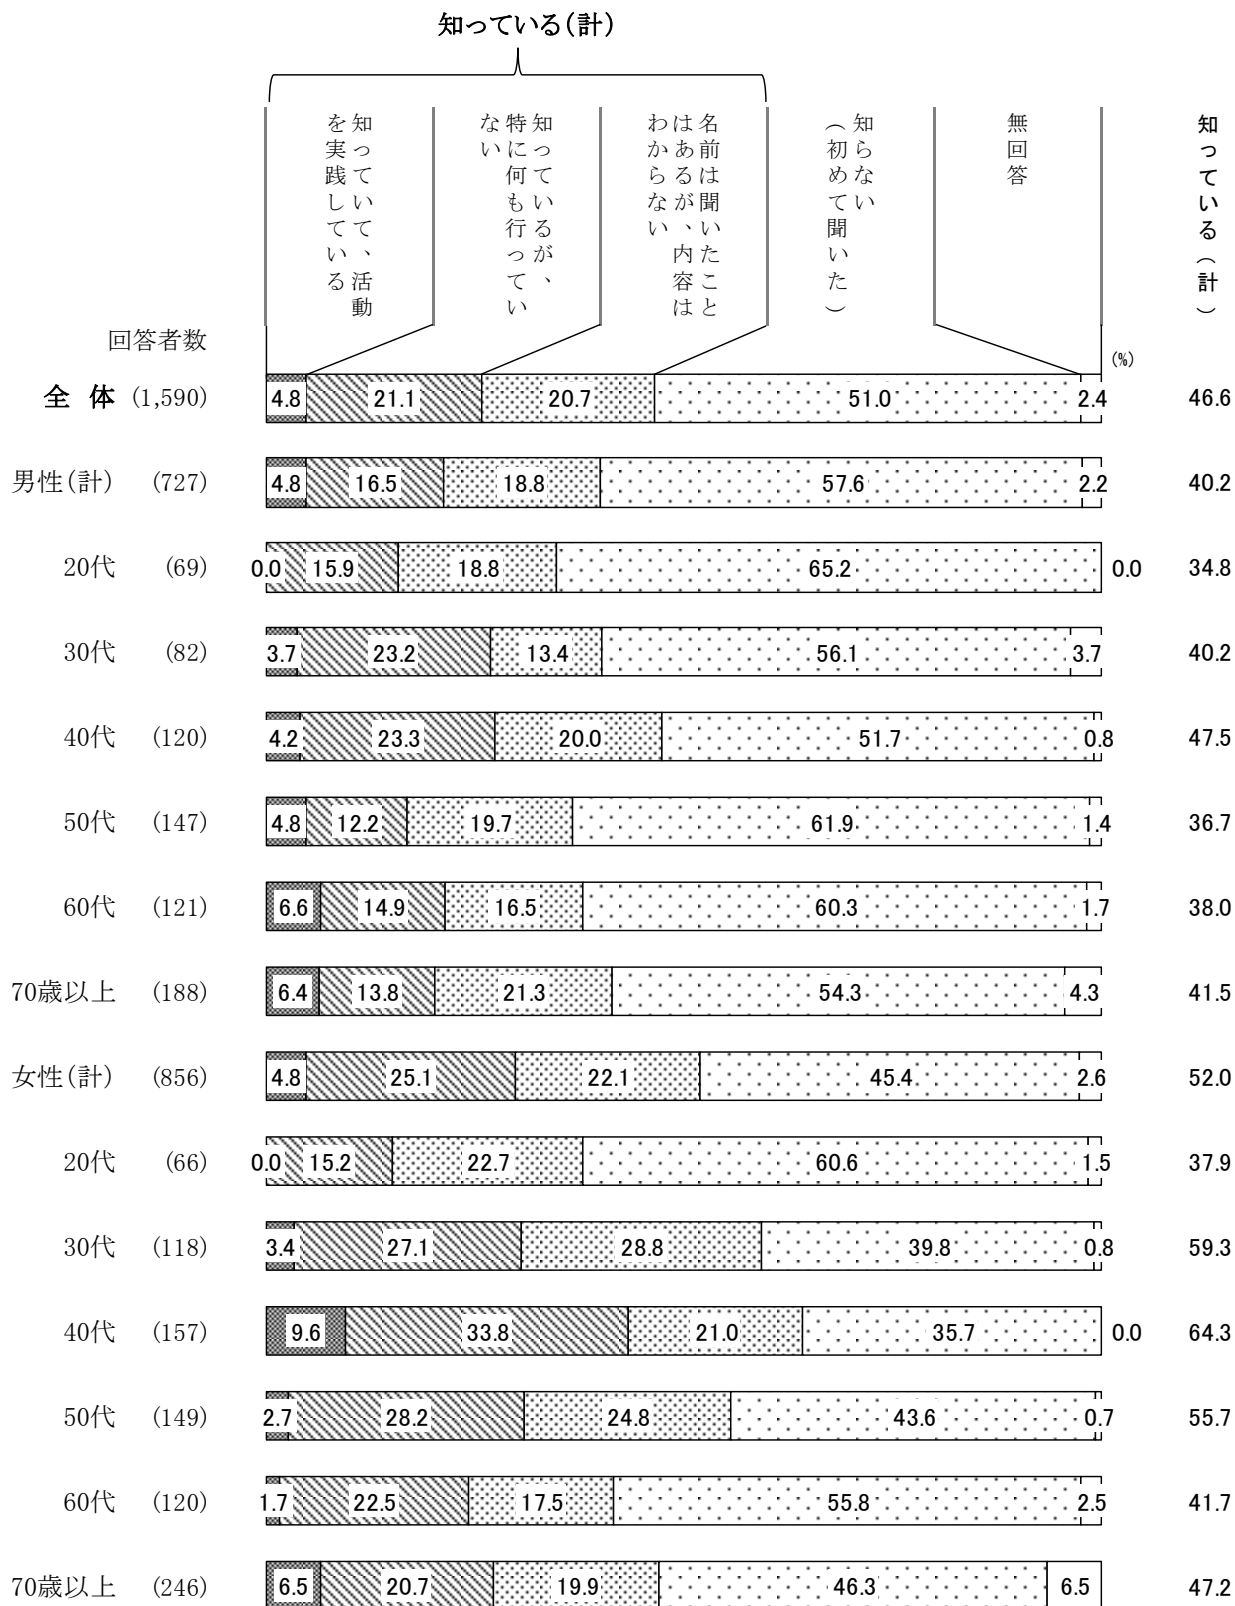 知っている(計)
知っていて、活動
を実践している
知っているが、
特に何も行ってい
ない
名前は聞いたこと
はあるが、内容は
わからない
知らない
（初めて聞いた）
無回答
知っている（計）
回答者数
(%)
全 体 (1,590) 4.8 21.1 20.7 51.0 2.4 46.6
男性(計) (727) 4.8 16.5 18.8 57.6 2.2 40.2
20代 (69) 0.0 15.9 18.8 65.2 0.0 34.8
30代 (82) 3.7 23.2 13.4 56.1 3.7 40.2
40代 (120) 4.2 23.3 20.0 51.7 0.8 47.5
50代 (147) 4.8 12.2 19.7 61.9 1.4 36.7
60代 (121) 6.6 14.9 16.5 60.3 1.7 38.0
70歳以上 (188) 6.4 13.8 21.3 54.3 4.3 41.5
女性(計) (856) 4.8 25.1 22.1 45.4 2.6 52.0
20代 (66) 0.0 15.2 22.7 60.6 1.5 37.9
30代 (118) 3.4 27.1 28.8 39.8 0.8 59.3
40代 (157) 9.6 33.8 21.0 35.7 0.0 64.3
50代 (149) 2.7 28.2 24.8 43.6 0.7 55.7
60代 (120) 1.7 22.5 17.5 55.8 2.5 41.7
70歳以上 (246) 6.5 20.7 19.9 46.3 6.5 47.2